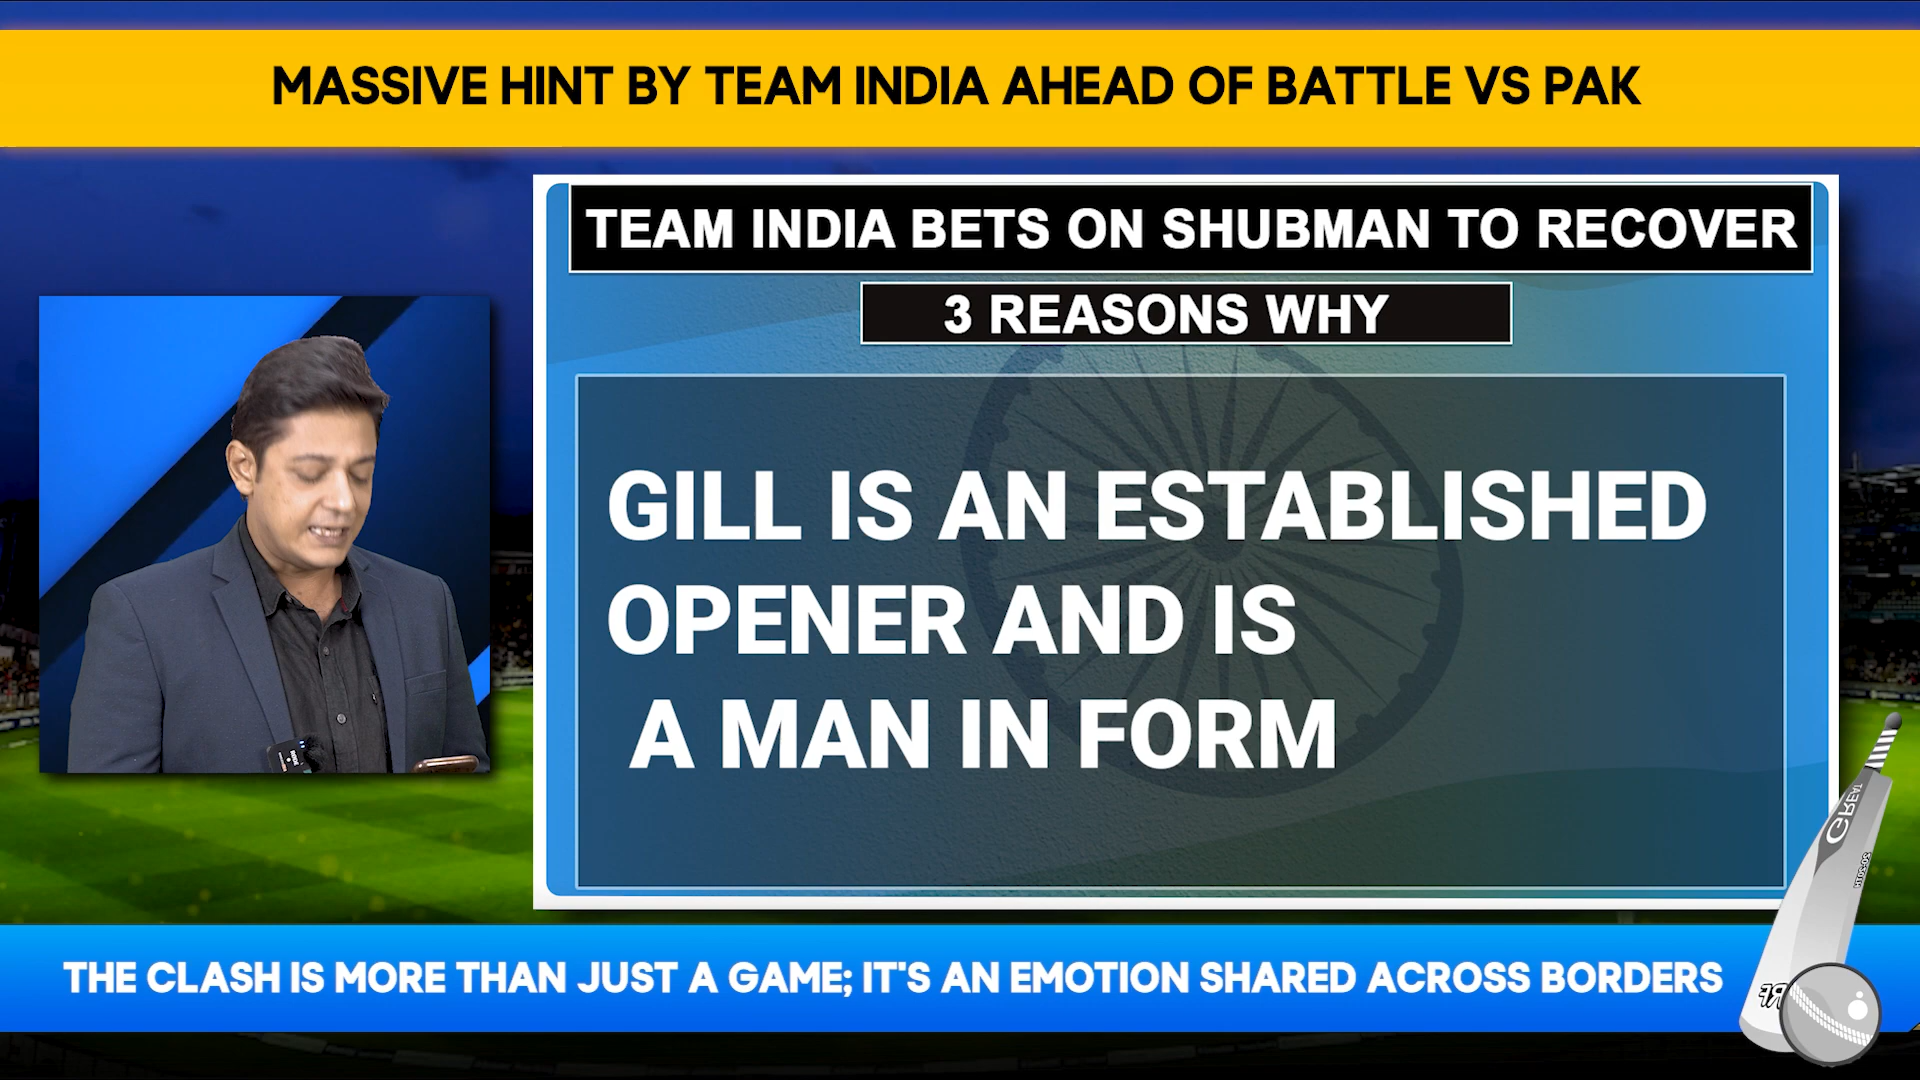 MASSIVE HINT BY TEAM INDIA AHEAD OF BATTLE VS PAK
TEAM INDIA BETS ON SHUBMAN TO RECOVER
3 REASONS WHY
GILL IS AN ESTABLISHED
OPENER AND IS
A MAN IN FORM
THE CLASH IS MORE THAN JUST A GAME; IT'S AN EMOTION SHARED ACROSS BORDERS
GREAT